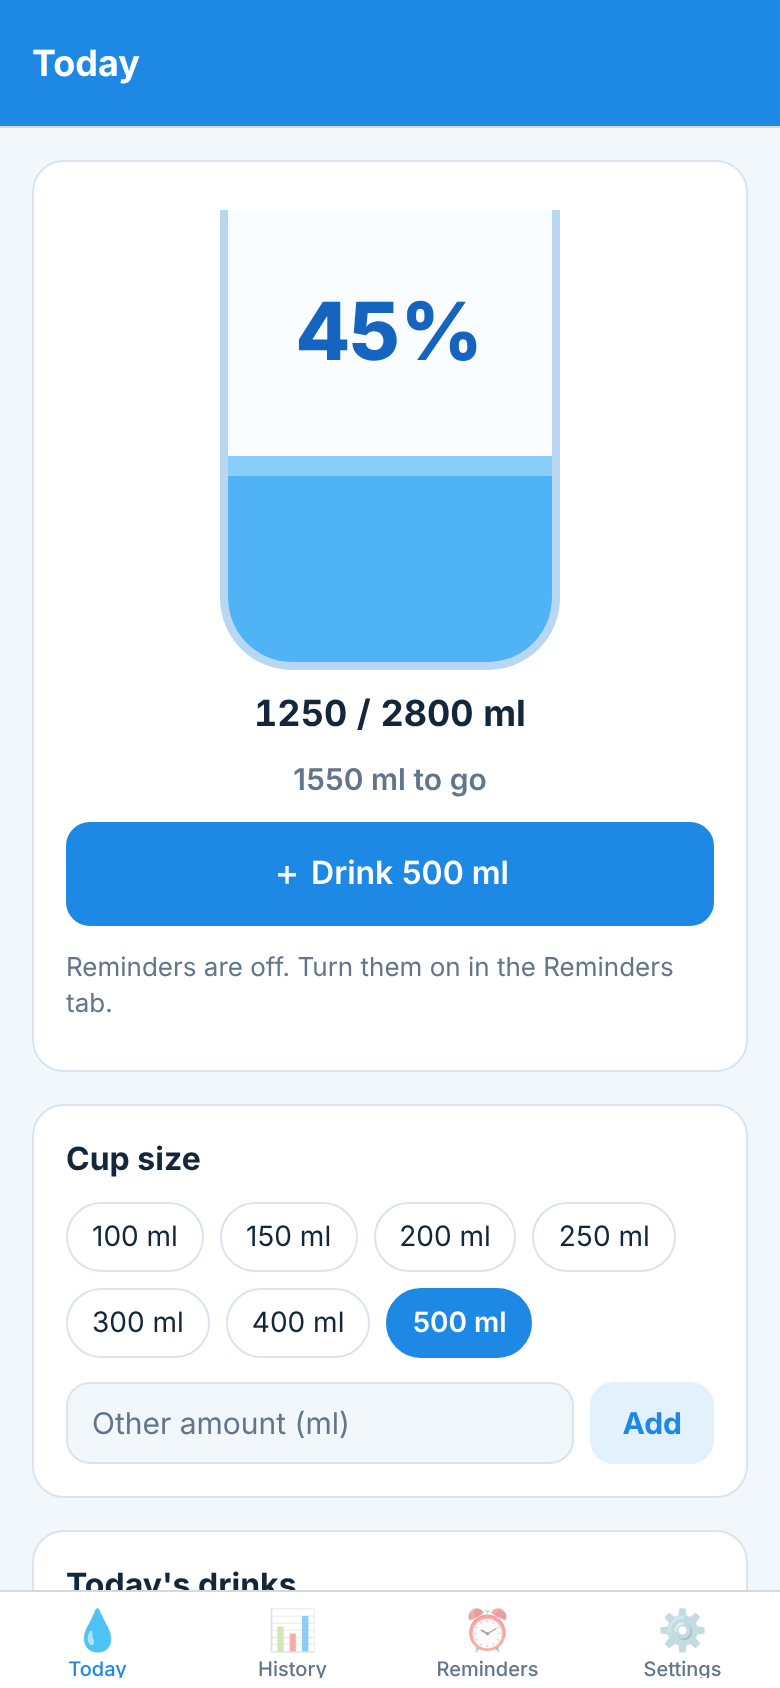 Today
45%
1250 / 2800 ml
1550 ml to go
+ Drink 500 ml
Reminders are off. Turn them on in the Reminders
tab.
Cup size
100 ml
150 ml
200 ml
250 ml
300 ml
400 ml
500 ml
Other amount (ml)
Add
Today's drinks
Today
History
Reminders
Settings